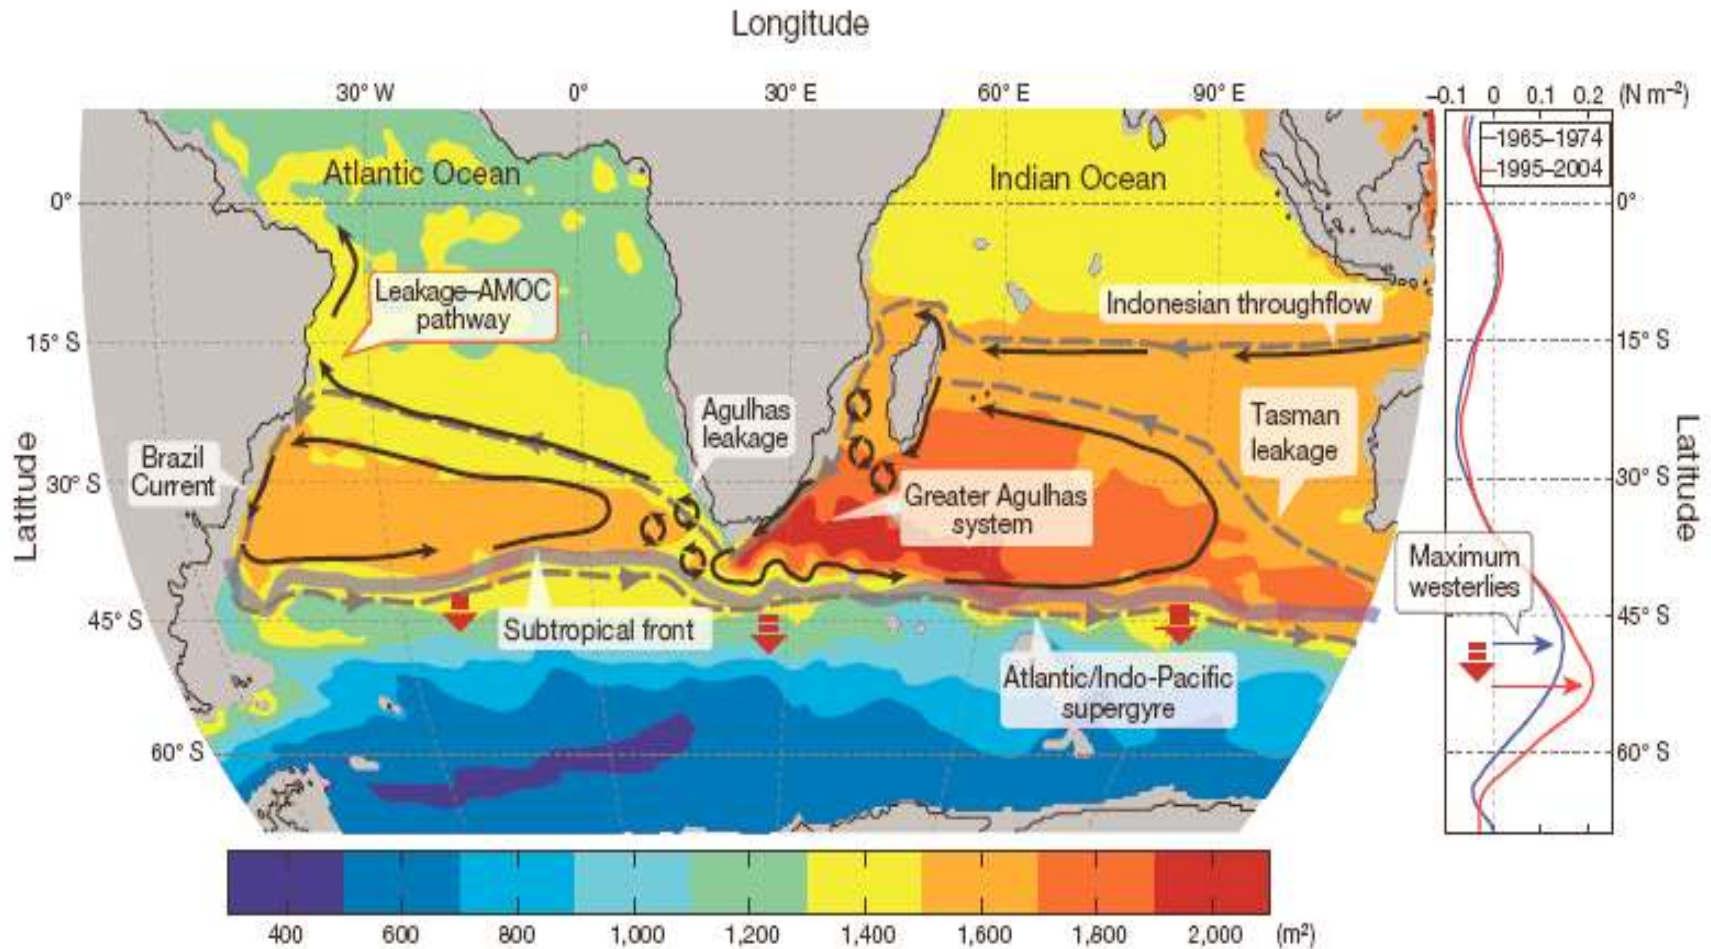 Longitude
30° W 0° 30° E 60° E 90° E
–0.1 0 0.1 0.2 (N m–2)
1965–1974
1995–2004
Atlantic Ocean
Indian Ocean
0°
0°
Leakage–AMOC
pathway
Indonesian throughflow
15° S
15° S
Agulhas
leakage
Tasman
leakage
Brazil
Current
Latitude
Latitude
30° S
30° S
Greater Agulhas
system
Maximum
westerlies
45° S
45° S
Subtropical front
Atlantic/Indo-Pacific
supergyre
60° S
60° S
400 600 800 1,000 1,200 1,400 1,600 1,800 2,000 (m²)